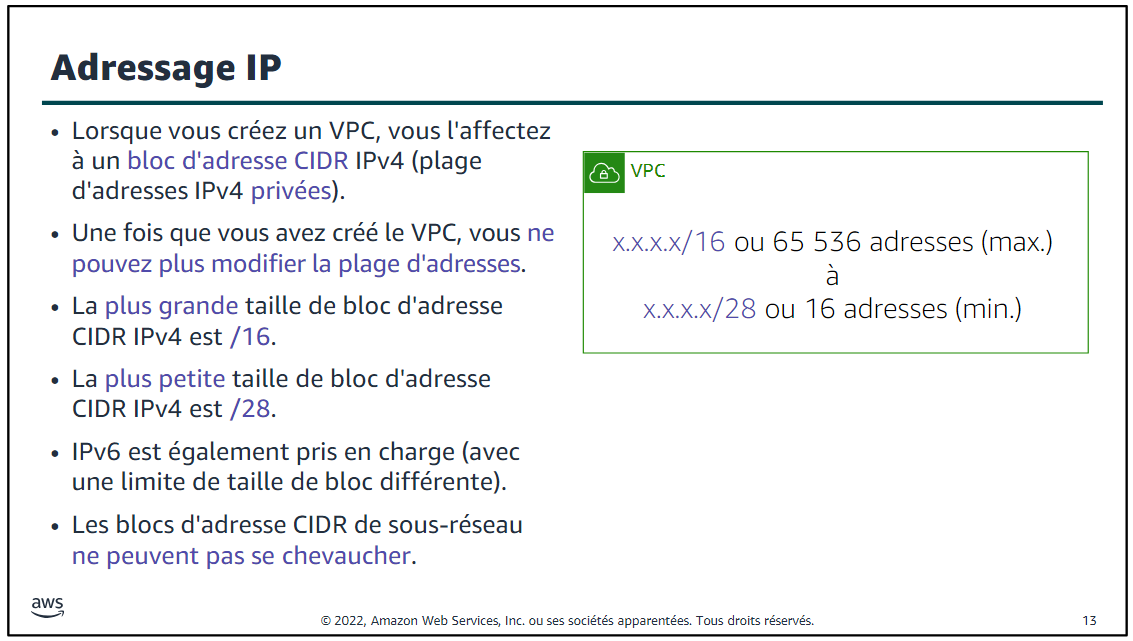 Adressage IP
• Lorsque vous créez un VPC, vous l'affectez
à un bloc d'adresse CIDR IPv4 (plage
d'adresses IPv4 privées).
• Une fois que vous avez créé le VPC, vous ne
pouvez plus modifier la plage d'adresses.
• La plus grande taille de bloc d'adresse
CIDR IPv4 est /16.
• La plus petite taille de bloc d'adresse
CIDR IPv4 est /28.
• IPv6 est également pris en charge (avec
une limite de taille de bloc différente).
• Les blocs d'adresse CIDR de sous-réseau
ne peuvent pas se chevaucher.
VPC
x.x.x.x/16 ou 65 536 adresses (max.)
à
x.x.x.x/28 ou 16 adresses (min.)
aws
© 2022, Amazon Web Services, Inc. ou ses sociétés apparentées. Tous droits réservés.
13